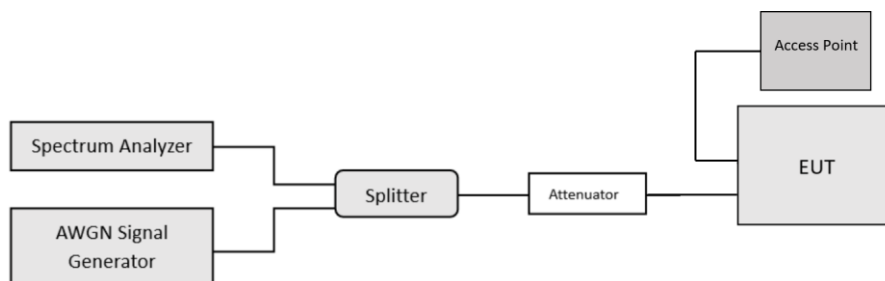 Access Point
Spectrum Analyzer
EUT
Splitter
Attenuator
AWGN Signal
Generator